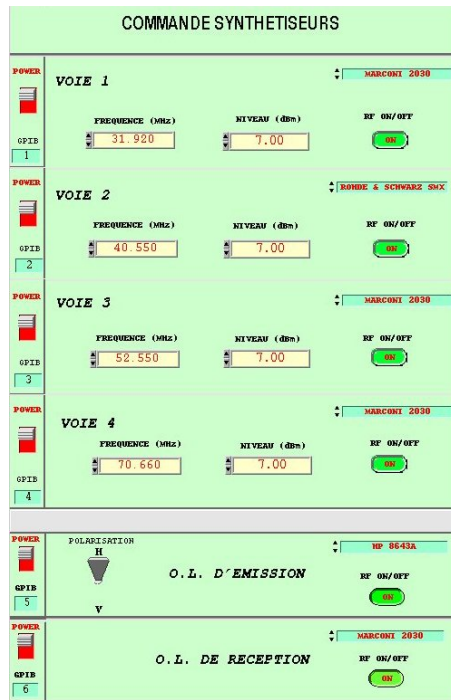 COMMANDE SYNTHETISEURS
POWER
VOIE 1
MARCONI 2030
FREQUENCE (MHz)
NIVEAU (dBm)
RF ON/OFF
31.920
7.00
ON
GPIB
1
POWER
VOIE 2
ROHDE & SCHWARZ SMX
FREQUENCE (MHz)
NIVEAU (dBm)
RF ON/OFF
40.550
7.00
ON
GPIB
2
POWER
VOIE 3
MARCONI 2030
FREQUENCE (MHz)
NIVEAU (dBm)
RF ON/OFF
52.550
7.00
ON
GPIB
3
POWER
VOIE 4
MARCONI 2030
FREQUENCE (MHz)
NIVEAU (dBm)
RF ON/OFF
70.660
7.00
ON
GPIB
4
POWER
POLARISATION
H
HP 8643A
O.L. D'EMISSION
RF ON/OFF
GPIB
5
ON
V
POWER
MARCONI 2030
O.L. DE RECEPTION
RF ON/OFF
GPIB
6
ON